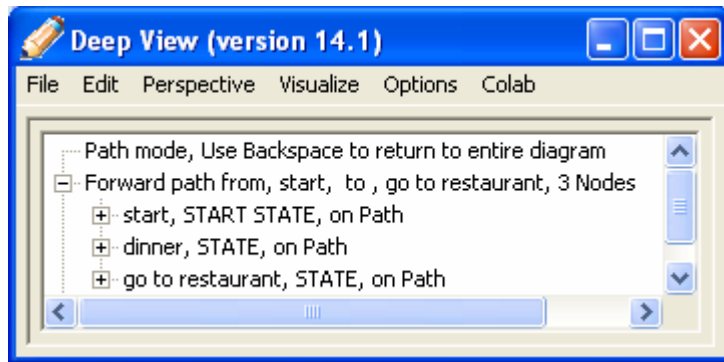 Deep View (version 14.1)
File Edit Perspective Visualize Options Colab
Path mode, Use Backspace to return to entire diagram
Forward path from, start, to , go to restaurant, 3 Nodes
start, START STATE, on Path
dinner, STATE, on Path
go to restaurant, STATE, on Path